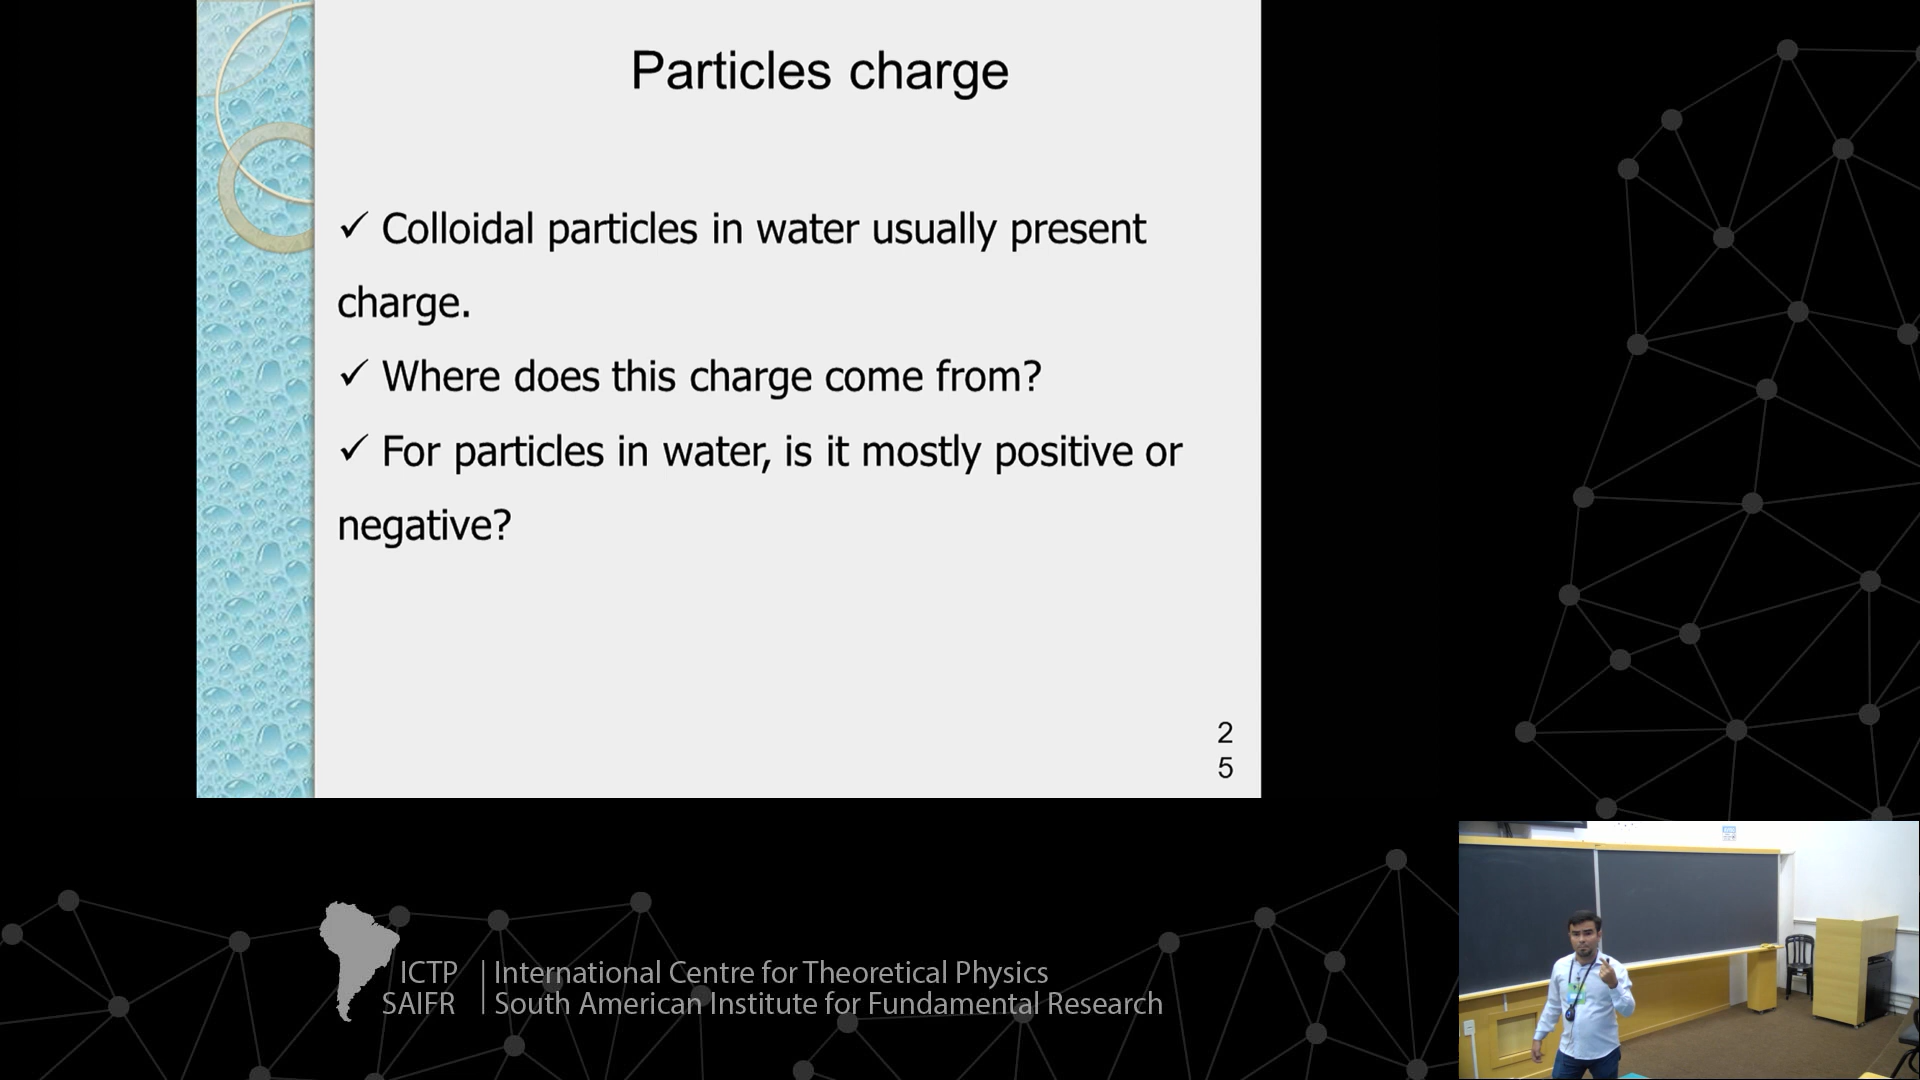 Particles charge
✓ Colloidal particles in water usually present
charge.
✓ Where does this charge come from?
✓ For particles in water, is it mostly positive or
negative?
2
5
ICTP
SAIFR
International Centre for Theoretical Physics
South American Institute for Fundamental Research